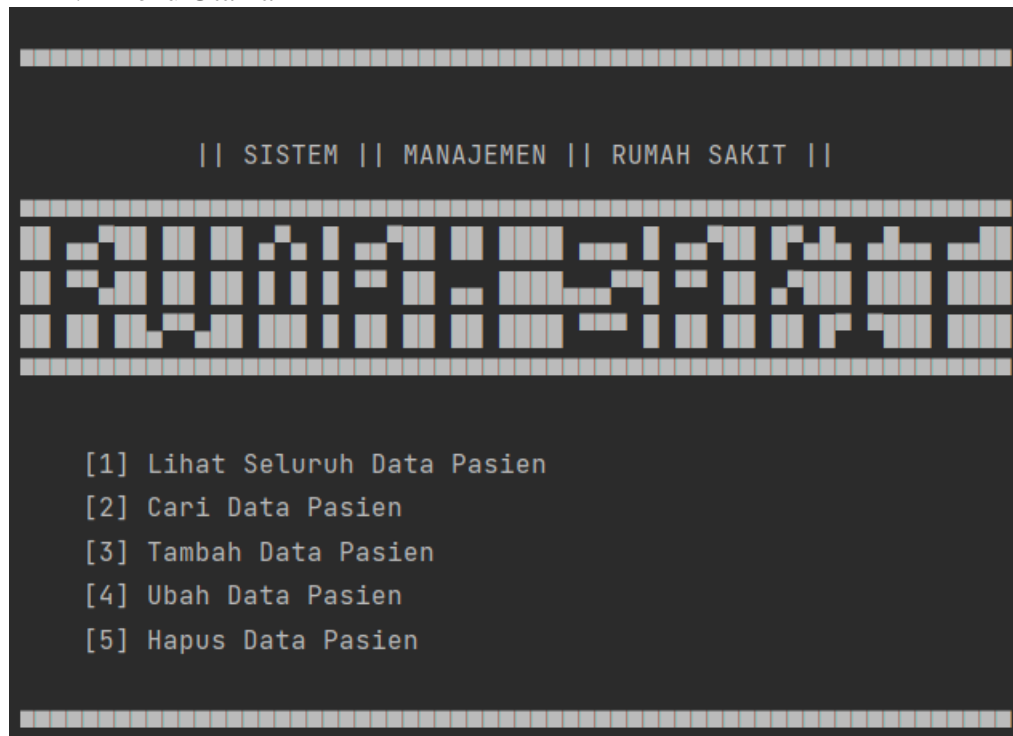 || SISTEM || MANAJEMEN || RUMAH SAKIT ||
[1] Lihat Seluruh Data Pasien
[2] Cari Data Pasien
[3] Tambah Data Pasien
[4] Ubah Data Pasien
[5] Hapus Data Pasien